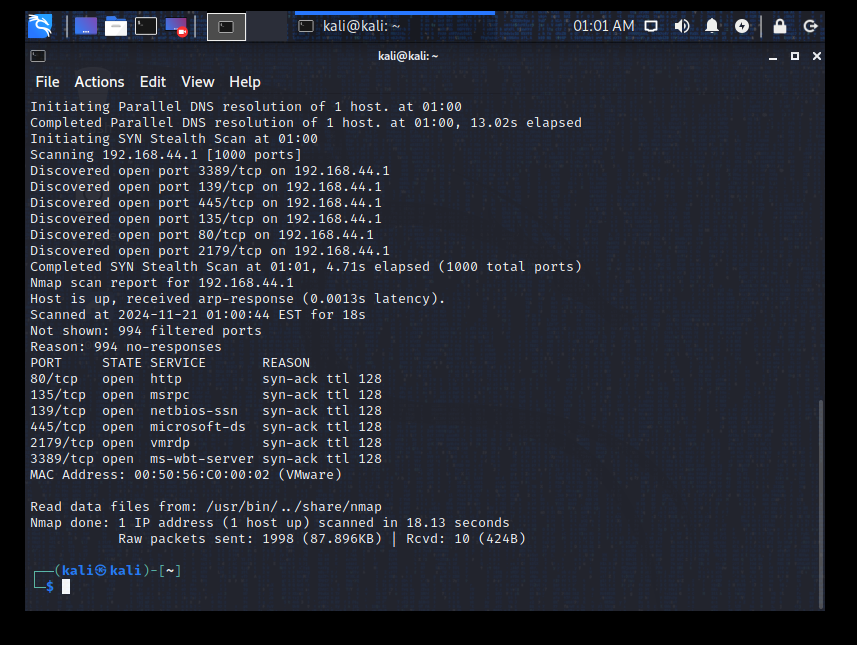 kali@kali: ~
01:01 AM
kali@kali: ~
File Actions Edit View Help
Initiating Parallel DNS resolution of 1 host. at 01:00
Completed Parallel DNS resolution of 1 host. at 01:00, 13.02s elapsed
Initiating SYN Stealth Scan at 01:00
Scanning 192.168.44.1 [1000 ports]
Discovered open port 3389/tcp on 192.168.44.1
Discovered open port 139/tcp on 192.168.44.1
Discovered open port 445/tcp on 192.168.44.1
Discovered open port 135/tcp on 192.168.44.1
Discovered open port 80/tcp on 192.168.44.1
Discovered open port 2179/tcp on 192.168.44.1
Completed SYN Stealth Scan at 01:01, 4.71s elapsed (1000 total ports)
Nmap scan report for 192.168.44.1
Host is up, received arp-response (0.0013s latency).
Scanned at 2024-11-21 01:00:44 EST for 18s
Not shown: 994 filtered ports
Reason: 994 no-responses
PORT     STATE SERVICE       REASON
80/tcp   open  http          syn-ack ttl 128
135/tcp  open  msrpc         syn-ack ttl 128
139/tcp  open  netbios-ssn   syn-ack ttl 128
445/tcp  open  microsoft-ds  syn-ack ttl 128
2179/tcp open  vmrdp         syn-ack ttl 128
3389/tcp open  ms-wbt-server syn-ack ttl 128
MAC Address: 00:50:56:C0:00:02 (VMware)
Read data files from: /usr/bin/../share/nmap
Nmap done: 1 IP address (1 host up) scanned in 18.13 seconds
Raw packets sent: 1998 (87.896KB) | Rcvd: 10 (424B)
┌──(kali㉿kali)-[~]
└─$